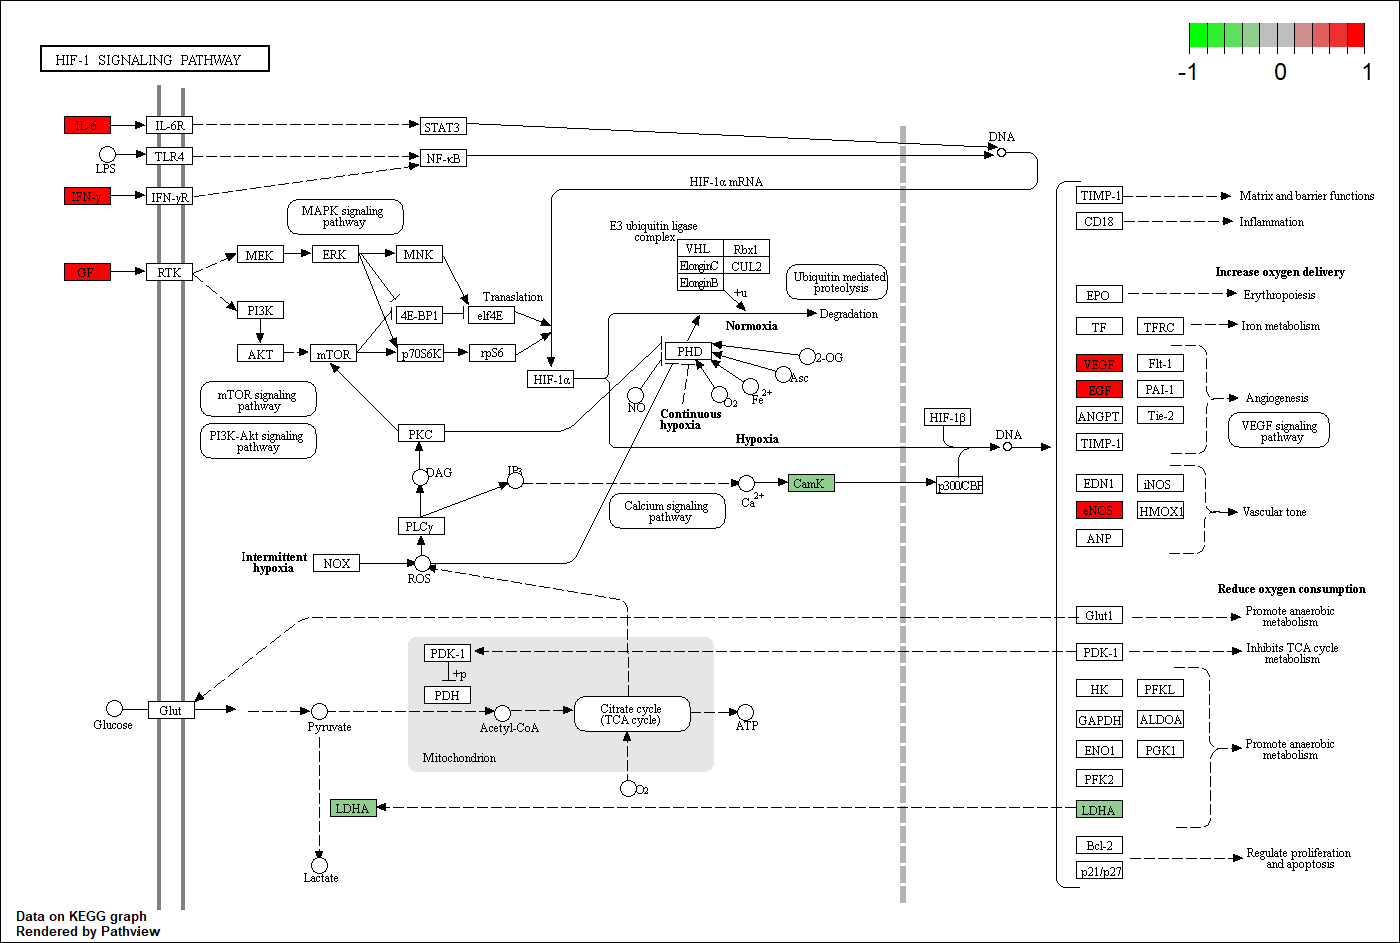 HIF-1 SIGNALING PATHWAY
-1 0 1
IL-6
IL-6R
STAT3
DNA
LPS
TLR4
NF-κB
IFN-γ
IFN-γR
HIF-1α mRNA
MAPK signaling
pathway
GF
RTK
MEK
ERK
MNK
PI3K
4E-BP1
elf4E
Translation
AKT
mTOR
p70S6K
rpS6
HIF-1α
E3 ubiquitin ligase
complex
VHL
Rbx1
ElonginC
CUL2
ElonginB
+u
Ubiquitin mediated
proteolysis
Normoxia
Degradation
PHD
2-OG
Asc
Fe2+
O2
NO
Continuous
hypoxia
Hypoxia
mTOR signaling
pathway
PI3K-Akt signaling
pathway
PKC
DAG
IP3
Ca2+
CamK
Calcium signaling
pathway
PLCγ
HIF-1β
p300/CBP
DNA
Intermittent
hypoxia
NOX
ROS
TIMP-1
Matrix and barrier functions
CD18
Inflammation
Increase oxygen delivery
EPO
Erythropoiesis
TF
TFRC
Iron metabolism
VEGF
Flt-1
EGF
PAI-1
Angiogenesis
ANGPT
Tie-2
VEGF signaling
pathway
TIMP-1
EDN1
iNOS
eNOS
HMOX1
Vascular tone
ANP
Reduce oxygen consumption
Glut1
Promote anaerobic
metabolism
PDK-1
Inhibits TCA cycle
metabolism
HK
PFKL
GAPDH
ALDOA
ENO1
PGK1
Promote anaerobic
metabolism
PFK2
LDHA
Bcl-2
p21/p27
Regulate proliferation
and apoptosis
PDK-1
+p
PDH
Glucose
Glut
Pyruvate
Acetyl-CoA
Citrate cycle
(TCA cycle)
ATP
Mitochondrion
O2
LDHA
Lactate
Data on KEGG graph
Rendered by Pathview